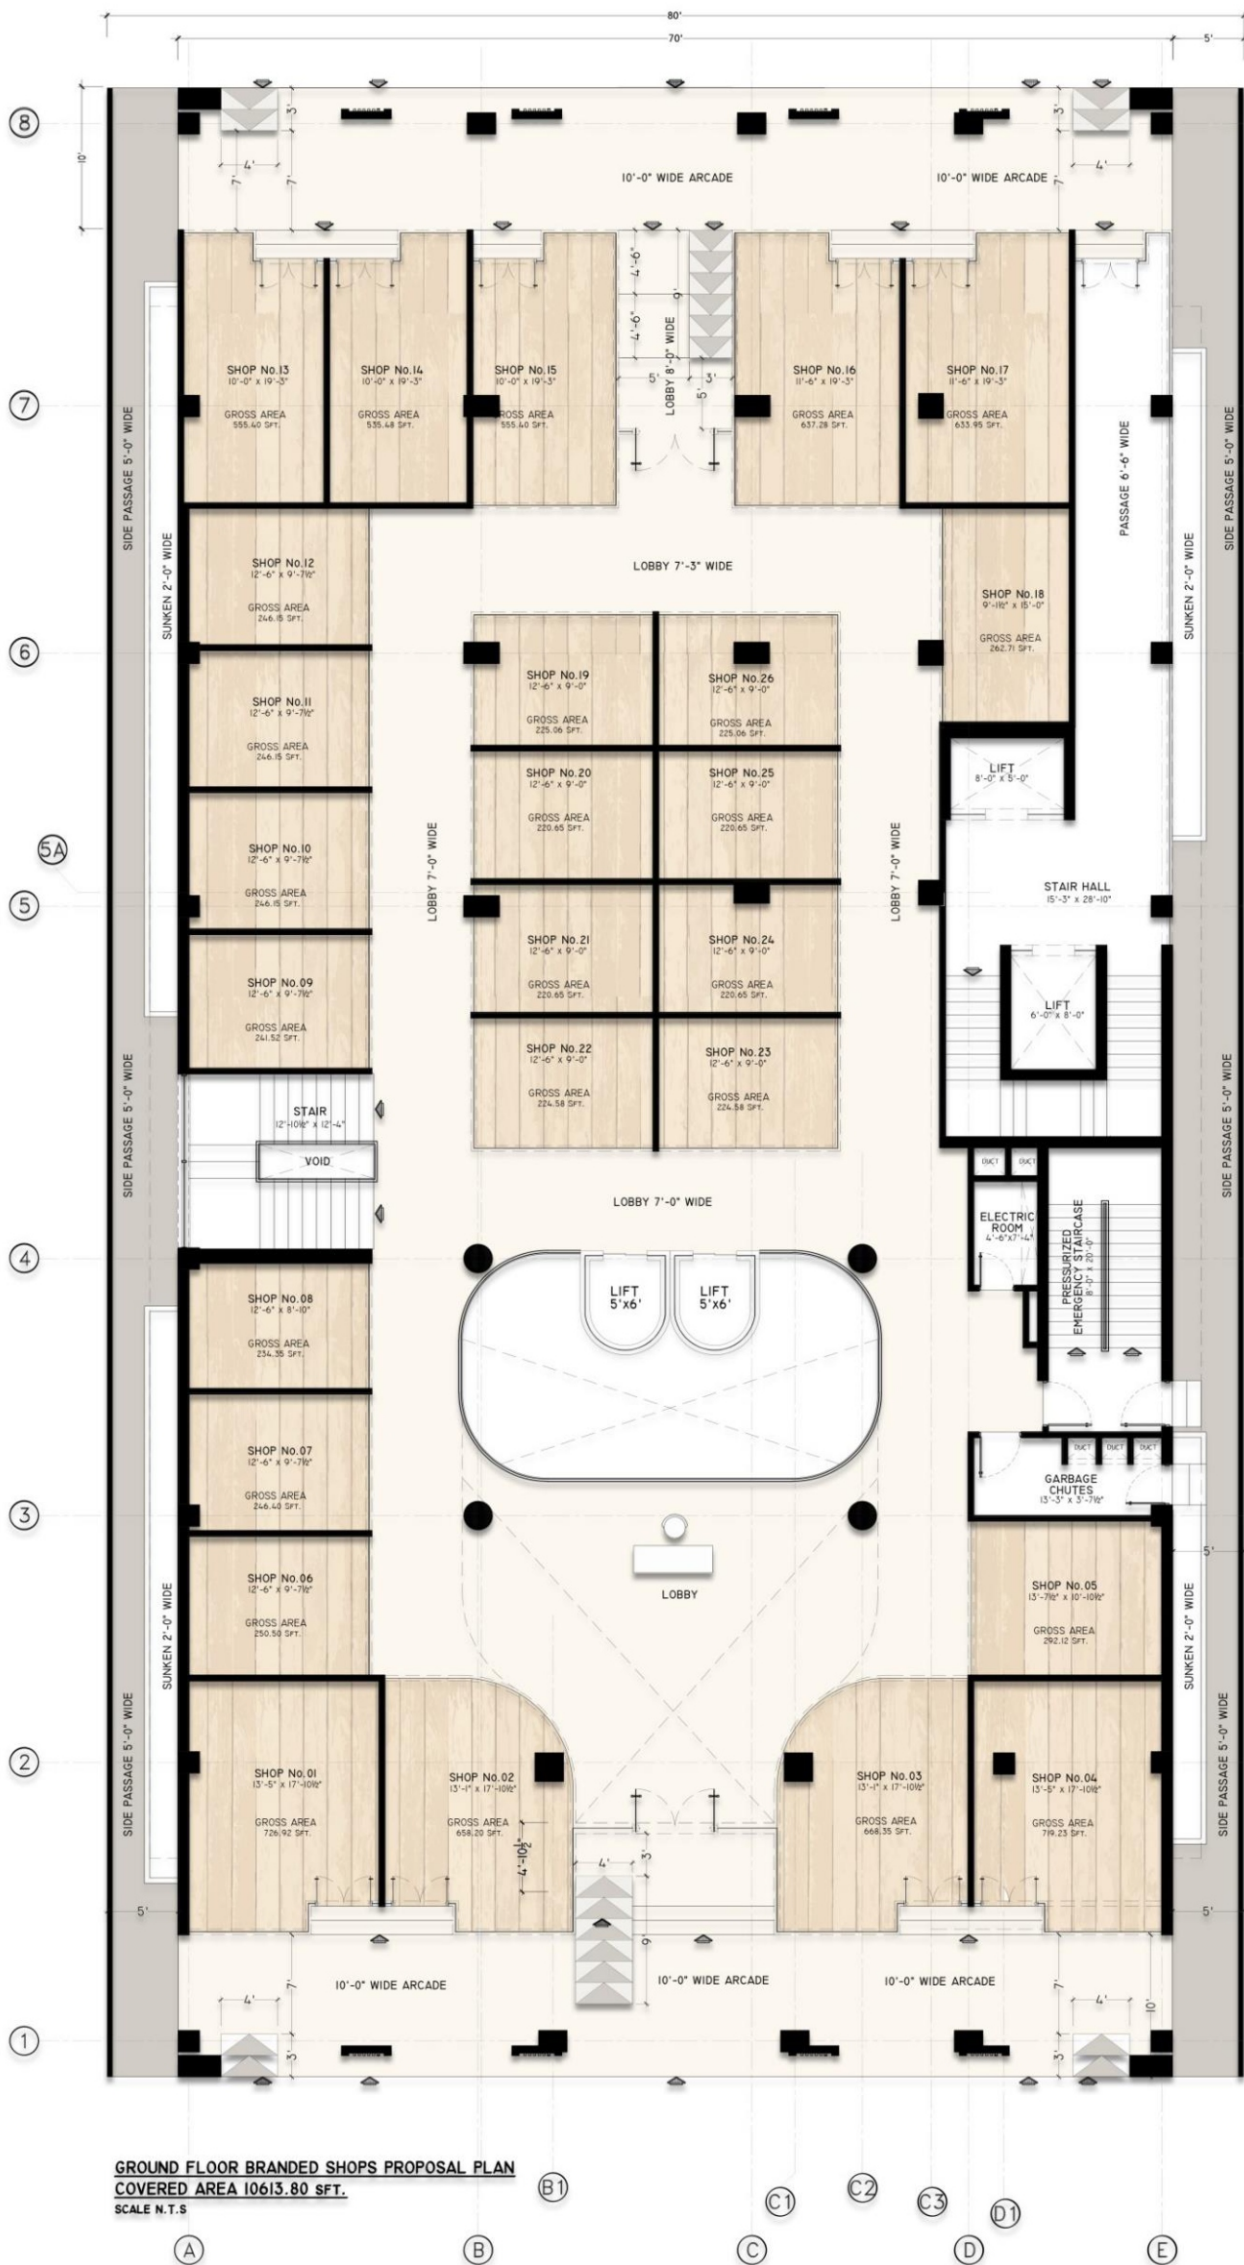 80'
70'
5'
8
3'
3'
10'
4'
4'
7'
7'
7'
10'-0" WIDE ARCADE
10'-0" WIDE ARCADE
4'-6"
9'
4'-6"
LOBBY 8'-0" WIDE
5'
3'
5'
SHOP No.13
10'-0" x 19'-3"
GROSS AREA
555.40 SFT.
SHOP No.14
10'-0" x 19'-3"
GROSS AREA
535.48 SFT.
SHOP No.15
10'-0" x 19'-3"
GROSS AREA
555.40 SFT.
SHOP No.16
11'-6" x 19'-3"
GROSS AREA
637.28 SFT.
SHOP No.17
11'-6" x 19'-3"
GROSS AREA
633.95 SFT.
7
SIDE PASSAGE 5'-0" WIDE
PASSAGE 6'-6" WIDE
SIDE PASSAGE 5'-0" WIDE
SUNKEN 2'-0" WIDE
SHOP No.12
12'-6" x 9'-7½"
GROSS AREA
246.15 SFT.
LOBBY 7'-3" WIDE
SHOP No.18
9'-1½" x 15'-0"
GROSS AREA
262.71 SFT.
SUNKEN 2'-0" WIDE
6
SHOP No.11
12'-6" x 9'-7½"
GROSS AREA
246.15 SFT.
SHOP No.19
12'-6" x 9'-0"
GROSS AREA
225.06 SFT.
SHOP No.26
12'-6" x 9'-0"
GROSS AREA
225.06 SFT.
LIFT
8'-0" x 5'-0"
SHOP No.20
12'-6" x 9'-0"
GROSS AREA
220.65 SFT.
SHOP No.25
12'-6" x 9'-0"
GROSS AREA
220.65 SFT.
5A
SHOP No.10
12'-6" x 9'-7½"
GROSS AREA
246.15 SFT.
LOBBY 7'-0" WIDE
LOBBY 7'-0" WIDE
STAIR HALL
15'-3" x 28'-10"
5
SHOP No.21
12'-6" x 9'-0"
GROSS AREA
220.65 SFT.
SHOP No.24
12'-6" x 9'-0"
GROSS AREA
220.65 SFT.
SHOP No.09
12'-6" x 9'-7½"
GROSS AREA
241.52 SFT.
LIFT
6'-0" x 8'-0"
SHOP No.22
12'-6" x 9'-0"
GROSS AREA
224.58 SFT.
SHOP No.23
12'-6" x 9'-0"
GROSS AREA
224.58 SFT.
SIDE PASSAGE 5'-0" WIDE
STAIR
12'-10½" x 12'-4"
VOID
DUCT
DUCT
SIDE PASSAGE 5'-0" WIDE
LOBBY 7'-0" WIDE
ELECTRIC
ROOM
4'-6"x7'-4"
PRESSURIZED
EMERGENCY STAIRCASE
8'-0" x 20'-0"
4
LIFT
5'x6'
LIFT
5'x6'
SHOP No.08
12'-6" x 8'-10"
GROSS AREA
234.35 SFT.
SHOP No.07
12'-6" x 9'-7½"
GROSS AREA
246.40 SFT.
DUCT
DUCT
DUCT
GARBAGE
CHUTES
13'-3" x 3'-7½"
3
5'
SHOP No.06
12'-6" x 9'-7½"
GROSS AREA
250.50 SFT.
LOBBY
SHOP No.05
13'-7½" x 10'-10½"
GROSS AREA
292.12 SFT.
SUNKEN 2'-0" WIDE
SUNKEN 2'-0" WIDE
SIDE PASSAGE 5'-0" WIDE
SIDE PASSAGE 5'-0" WIDE
2
SHOP No.01
13'-5" x 17'-10½"
GROSS AREA
726.92 SFT.
SHOP No.02
13'-1" x 17'-10½"
GROSS AREA
658.20 SFT.
SHOP No.03
13'-1" x 17'-10½"
GROSS AREA
668.35 SFT.
SHOP No.04
13'-5" x 17'-10½"
GROSS AREA
719.23 SFT.
4'-10½"
4'
3'
9'
5'
5'
10'-0" WIDE ARCADE
10'-0" WIDE ARCADE
10'-0" WIDE ARCADE
7'
4'
7'
4'
10'
1
3'
3'
GROUND FLOOR BRANDED SHOPS PROPOSAL PLAN
COVERED AREA 10613.80 SFT.
SCALE N.T.S
B1
C1
C2
C3
D1
A
B
C
D
E